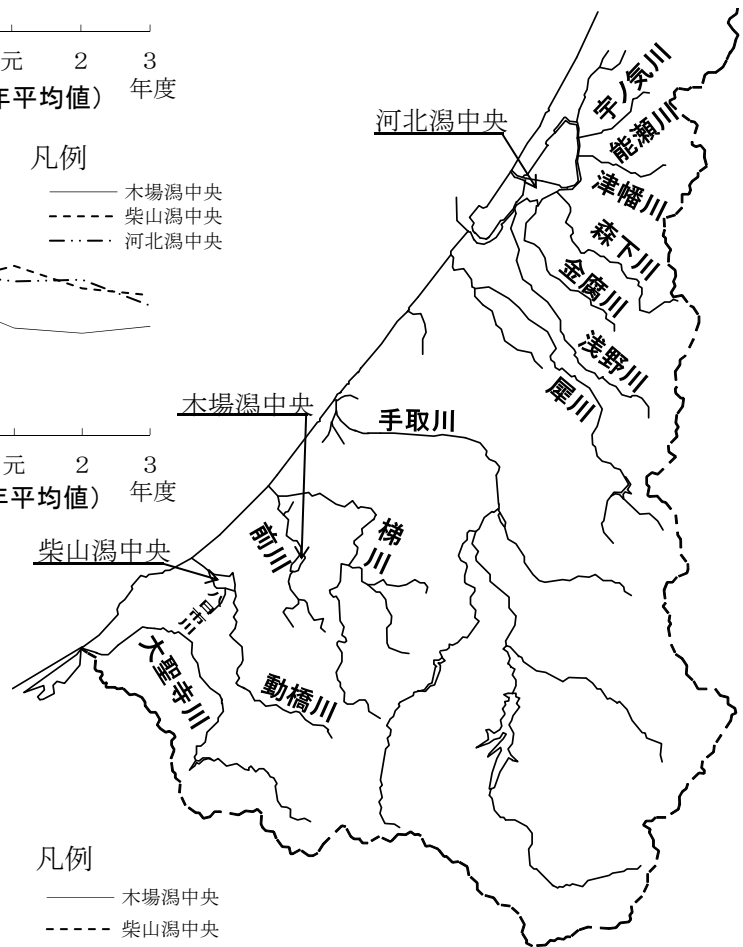 元 2 3
年平均値) 年度
凡例
木場潟中央
柴山潟中央
河北潟中央
元 2 3
年平均値) 年度
河北潟中央
宇ノ気川
能瀬川
津幡川
森下川
金腐川
浅野川
犀川
木場潟中央
手取川
梯川
前川
柴山潟中央
八日市川
大聖寺川
動橋川
凡例
木場潟中央
柴山潟中央